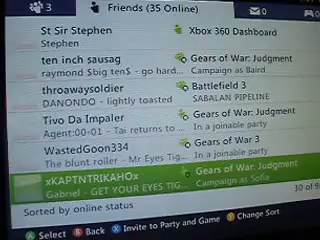 3
Friends (35 Online)
0
St Sir Stephen
Xbox 360 Dashboard
Stephen
ten inch sausag
Gears of War: Judgment
raymond $big ten$ - go hard...
Campaign as Baird
throawaysoldier
Battlefield 3
DANONDO - lightly toasted
SABALAN PIPELINE
Tivo Da Impaler
Gears of War: Judgment
Agent:00-01 - Tai returns to ...
In a joinable party
WastedGoon334
Gears of War 3
The blunt roller - Mr Eyes Tig...
In a joinable party
xKAPTNTRIKAHOx
Gears of War: Judgment
Gabriel - GET YOUR EYES TIG...
Campaign as Sofia
Sorted by online status
30 of 9
A Select
B Back
X Invite to Party and Game
Y Change Sort